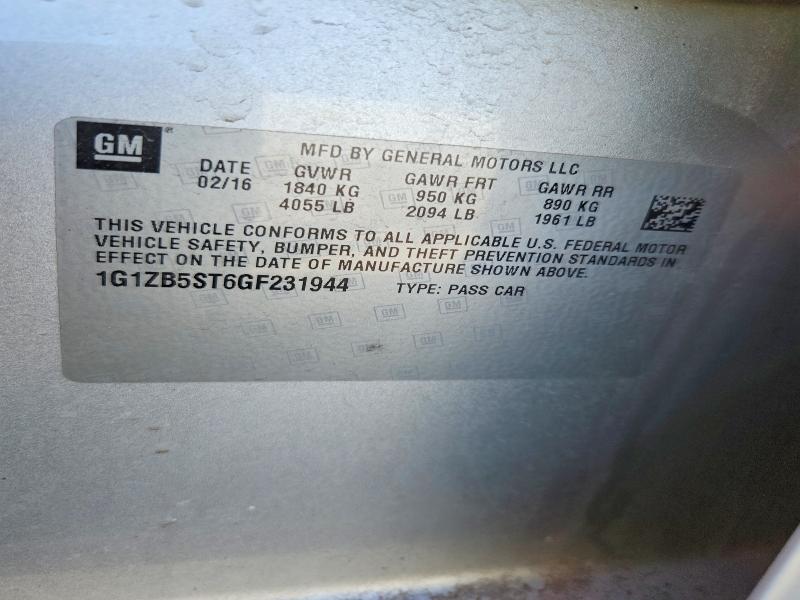 GM
MFD BY GENERAL MOTORS LLC
DATE GVWR GAWR FRT GAWR RR
02/16 1840 KG 950 KG 890 KG
4055 LB 2094 LB 1961 LB
THIS VEHICLE CONFORMS TO ALL APPLICABLE U.S. FEDERAL MOTOR
VEHICLE SAFETY, BUMPER, AND THEFT PREVENTION STANDARDS IN
EFFECT ON THE DATE OF MANUFACTURE SHOWN ABOVE.
1G1ZB5ST6GF231944 TYPE: PASS CAR